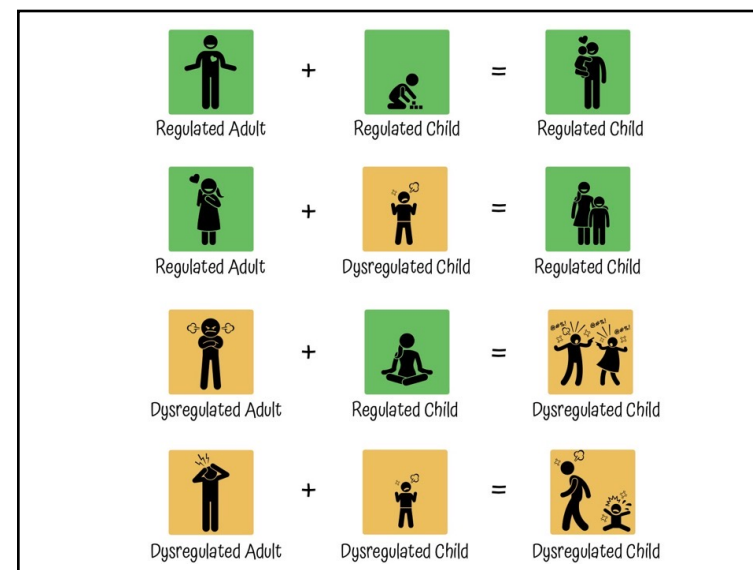 Regulated Adult + Regulated Child = Regulated Child
Regulated Adult + Dysregulated Child = Regulated Child
@#%! @#%! @#%!
Dysregulated Adult + Regulated Child = Dysregulated Child
Dysregulated Adult + Dysregulated Child = Dysregulated Child